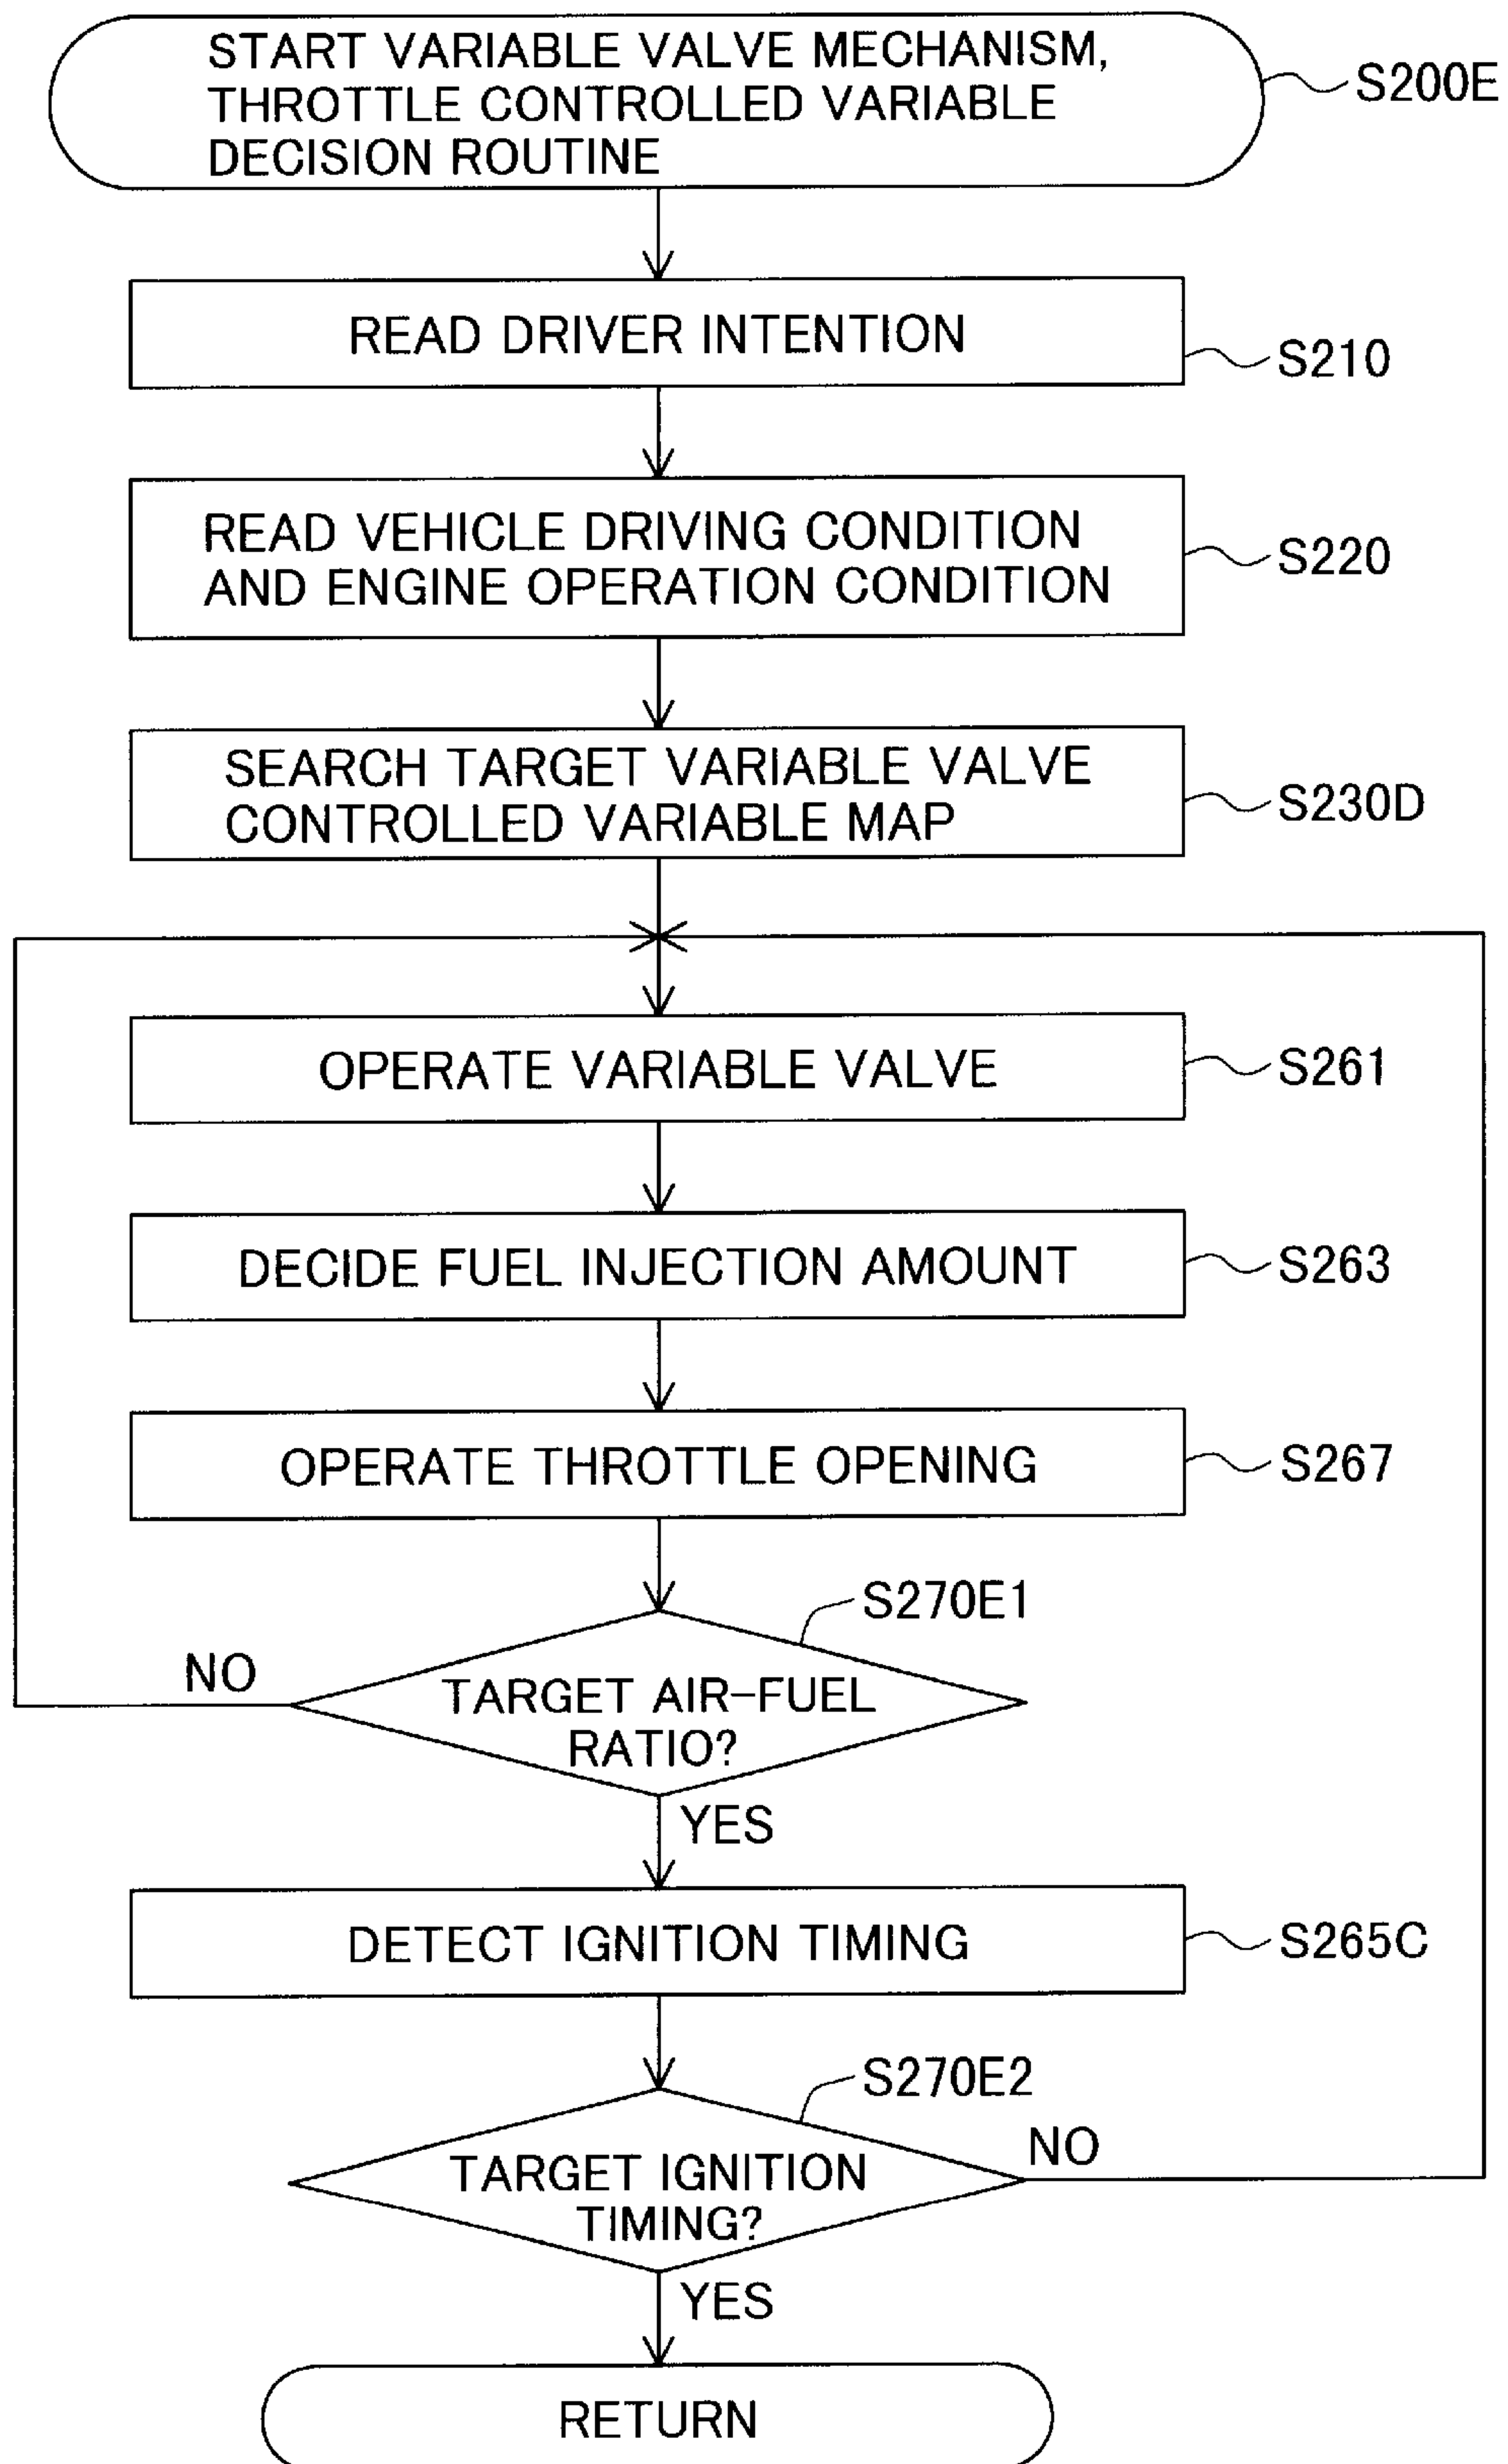 START VARIABLE VALVE MECHANISM,
THROTTLE CONTROLLED VARIABLE
DECISION ROUTINE
S200E
READ DRIVER INTENTION
S210
READ VEHICLE DRIVING CONDITION
AND ENGINE OPERATION CONDITION
S220
SEARCH TARGET VARIABLE VALVE
CONTROLLED VARIABLE MAP
S230D
OPERATE VARIABLE VALVE
S261
DECIDE FUEL INJECTION AMOUNT
S263
OPERATE THROTTLE OPENING
S267
S270E1
NO
TARGET AIR-FUEL
RATIO?
YES
DETECT IGNITION TIMING
S265C
S270E2
NO
TARGET IGNITION
TIMING?
YES
RETURN